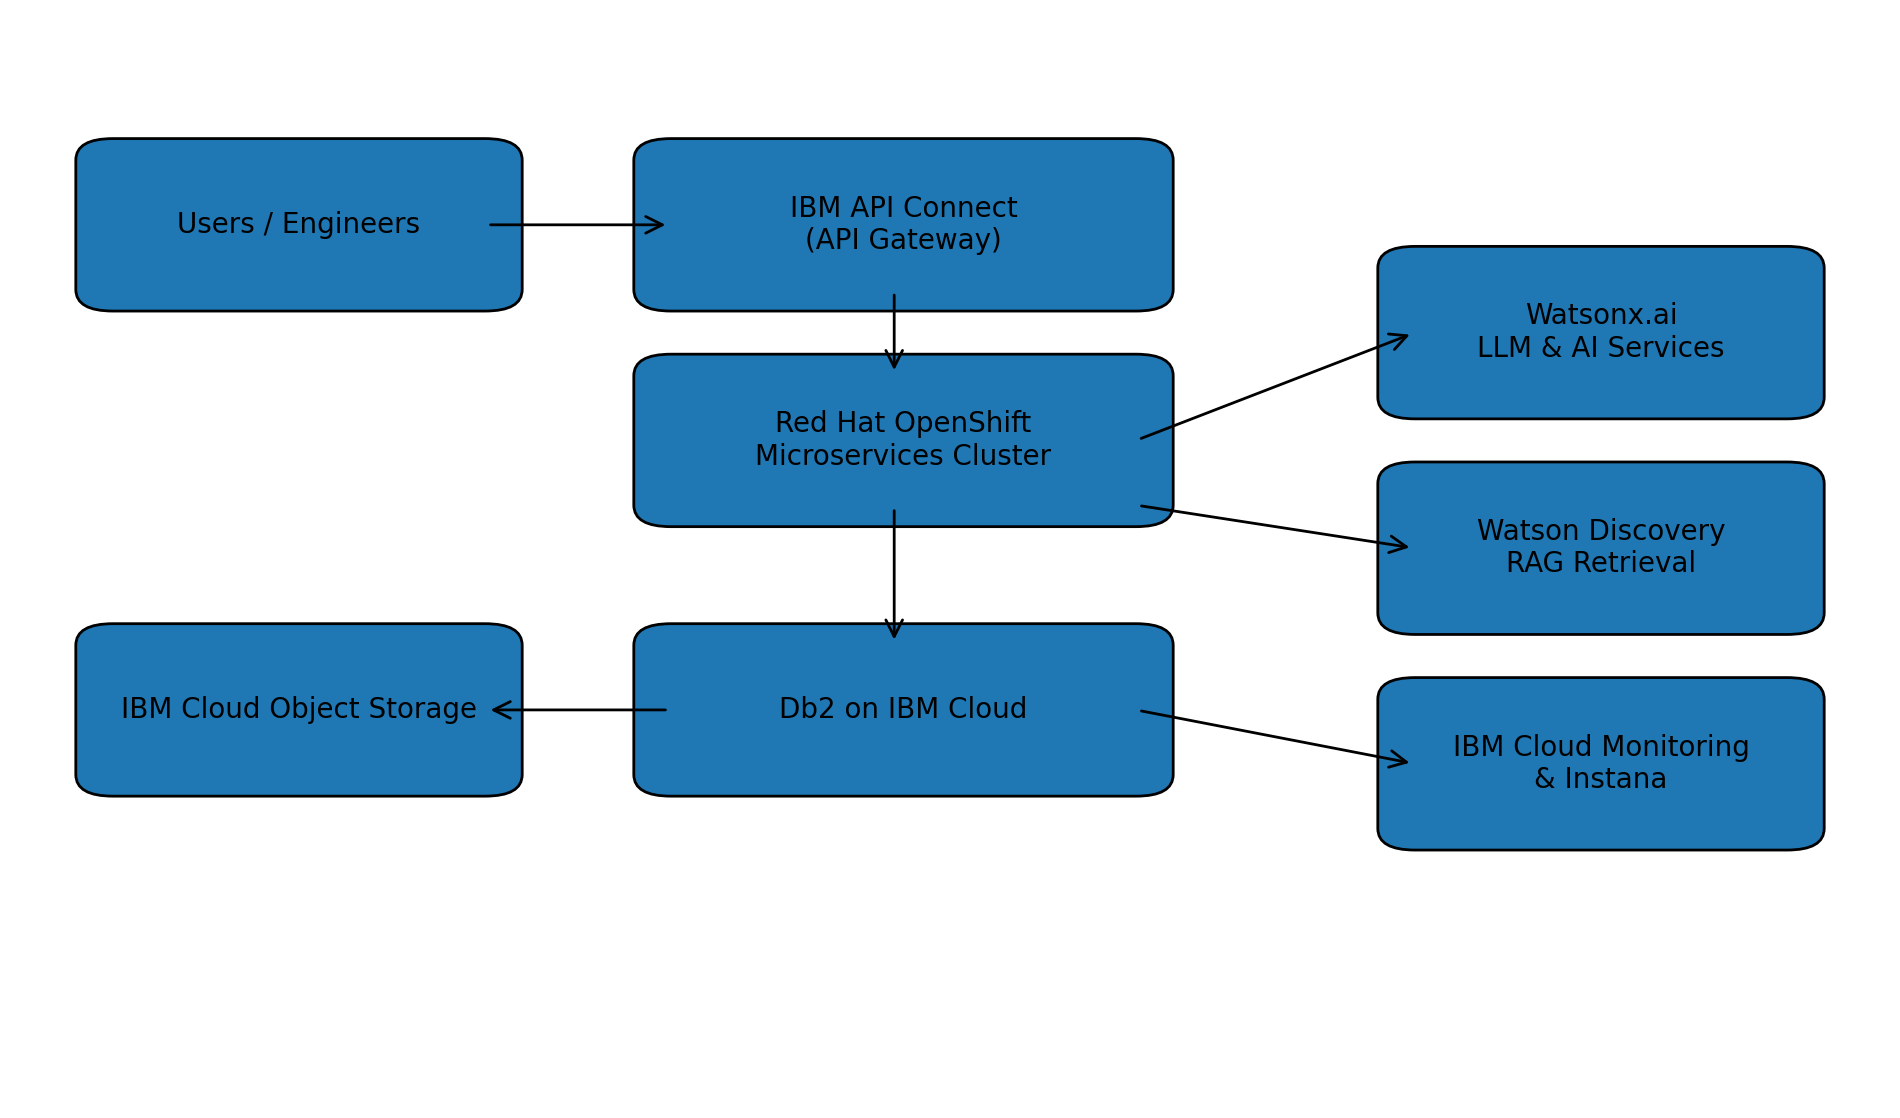 Users / Engineers
IBM API Connect
(API Gateway)
Watsonx.ai
LLM & AI Services
Red Hat OpenShift
Microservices Cluster
Watson Discovery
RAG Retrieval
IBM Cloud Object Storage
Db2 on IBM Cloud
IBM Cloud Monitoring
& Instana